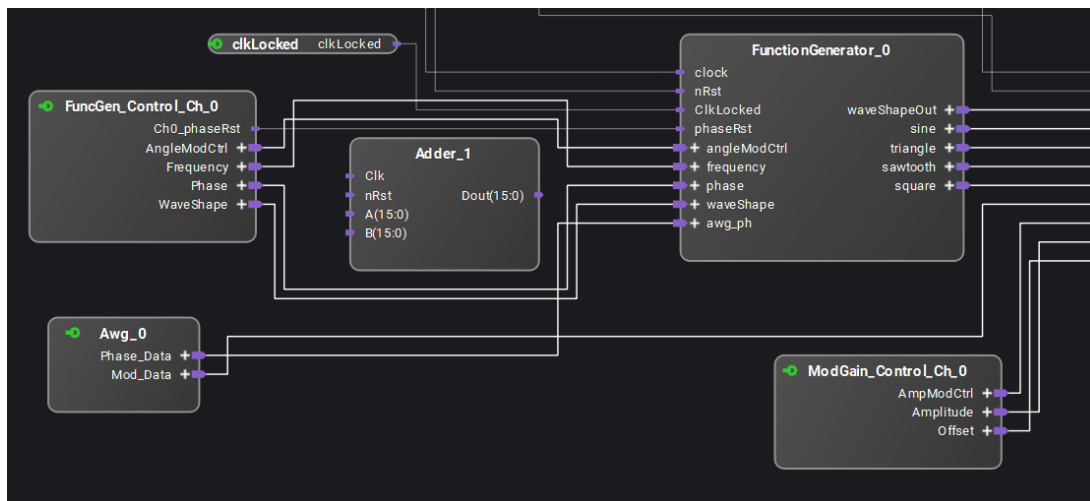 clkLocked clkLocked
FuncGen_Control_Ch_0
Ch0_phaseRst
AngleModCtrl
Frequency
Phase
WaveShape
Adder_1
Clk
nRst Dout(15:0)
A(15:0)
B(15:0)
FunctionGenerator_0
clock
nRst
ClkLocked waveShapeOut
phaseRst sine
angleModCtrl triangle
frequency sawtooth
phase square
waveShape
awg_ph
Awg_0
Phase_Data
Mod_Data
ModGain_Control_Ch_0
AmpModCtrl
Amplitude
Offset